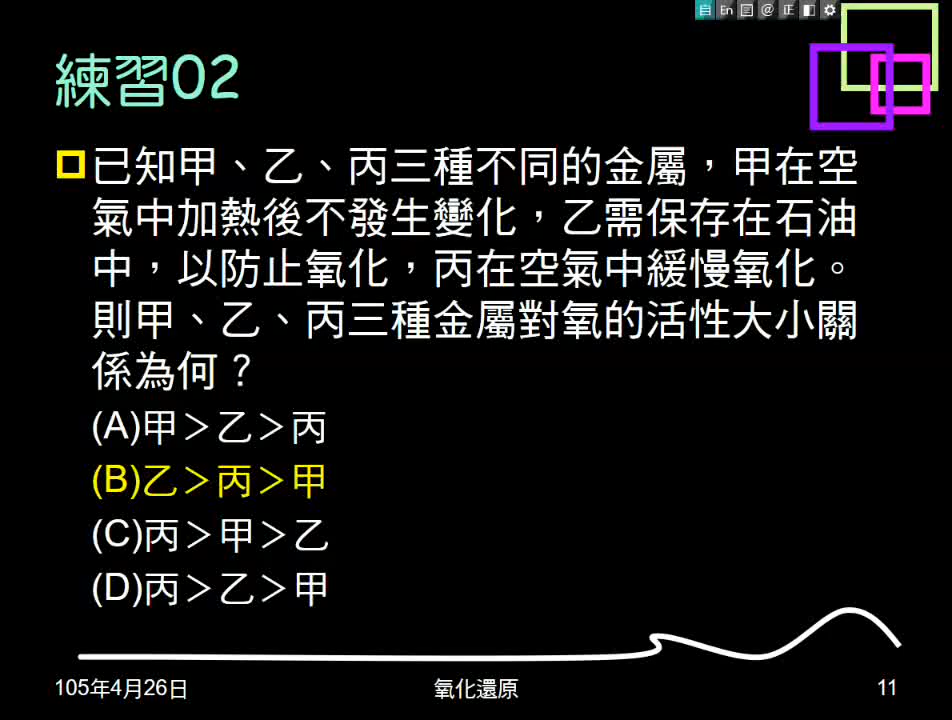 自 En @ 正
練習02
已知甲、乙、丙三種不同的金屬，甲在空
氣中加熱後不發生變化，乙需保存在石油
中，以防止氧化，丙在空氣中緩慢氧化。
則甲、乙、丙三種金屬對氧的活性大小關
係為何？
(A)甲＞乙＞丙
(B)乙＞丙＞甲
(C)丙＞甲＞乙
(D)丙＞乙＞甲
105年4月26日 氧化還原 11